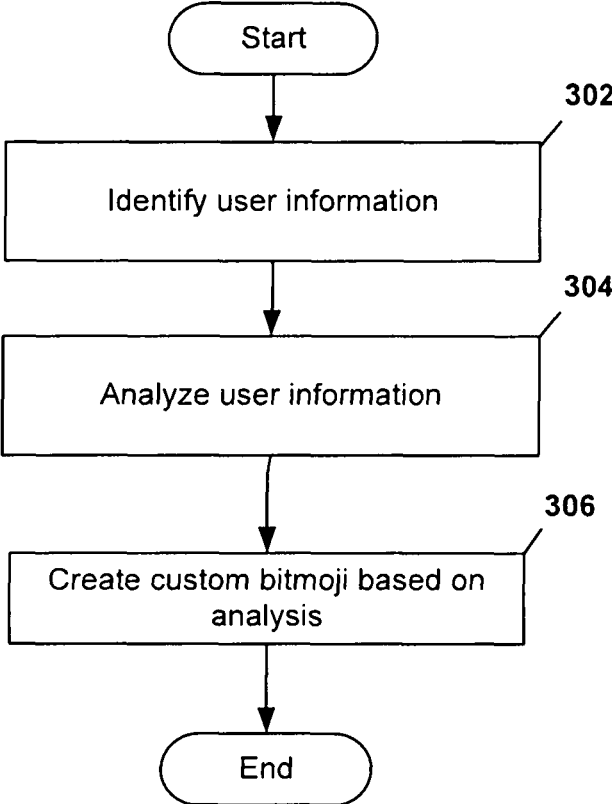 Start
302
Identify user information
304
Analyze user information
306
Create custom bitmoji based on
analysis
End